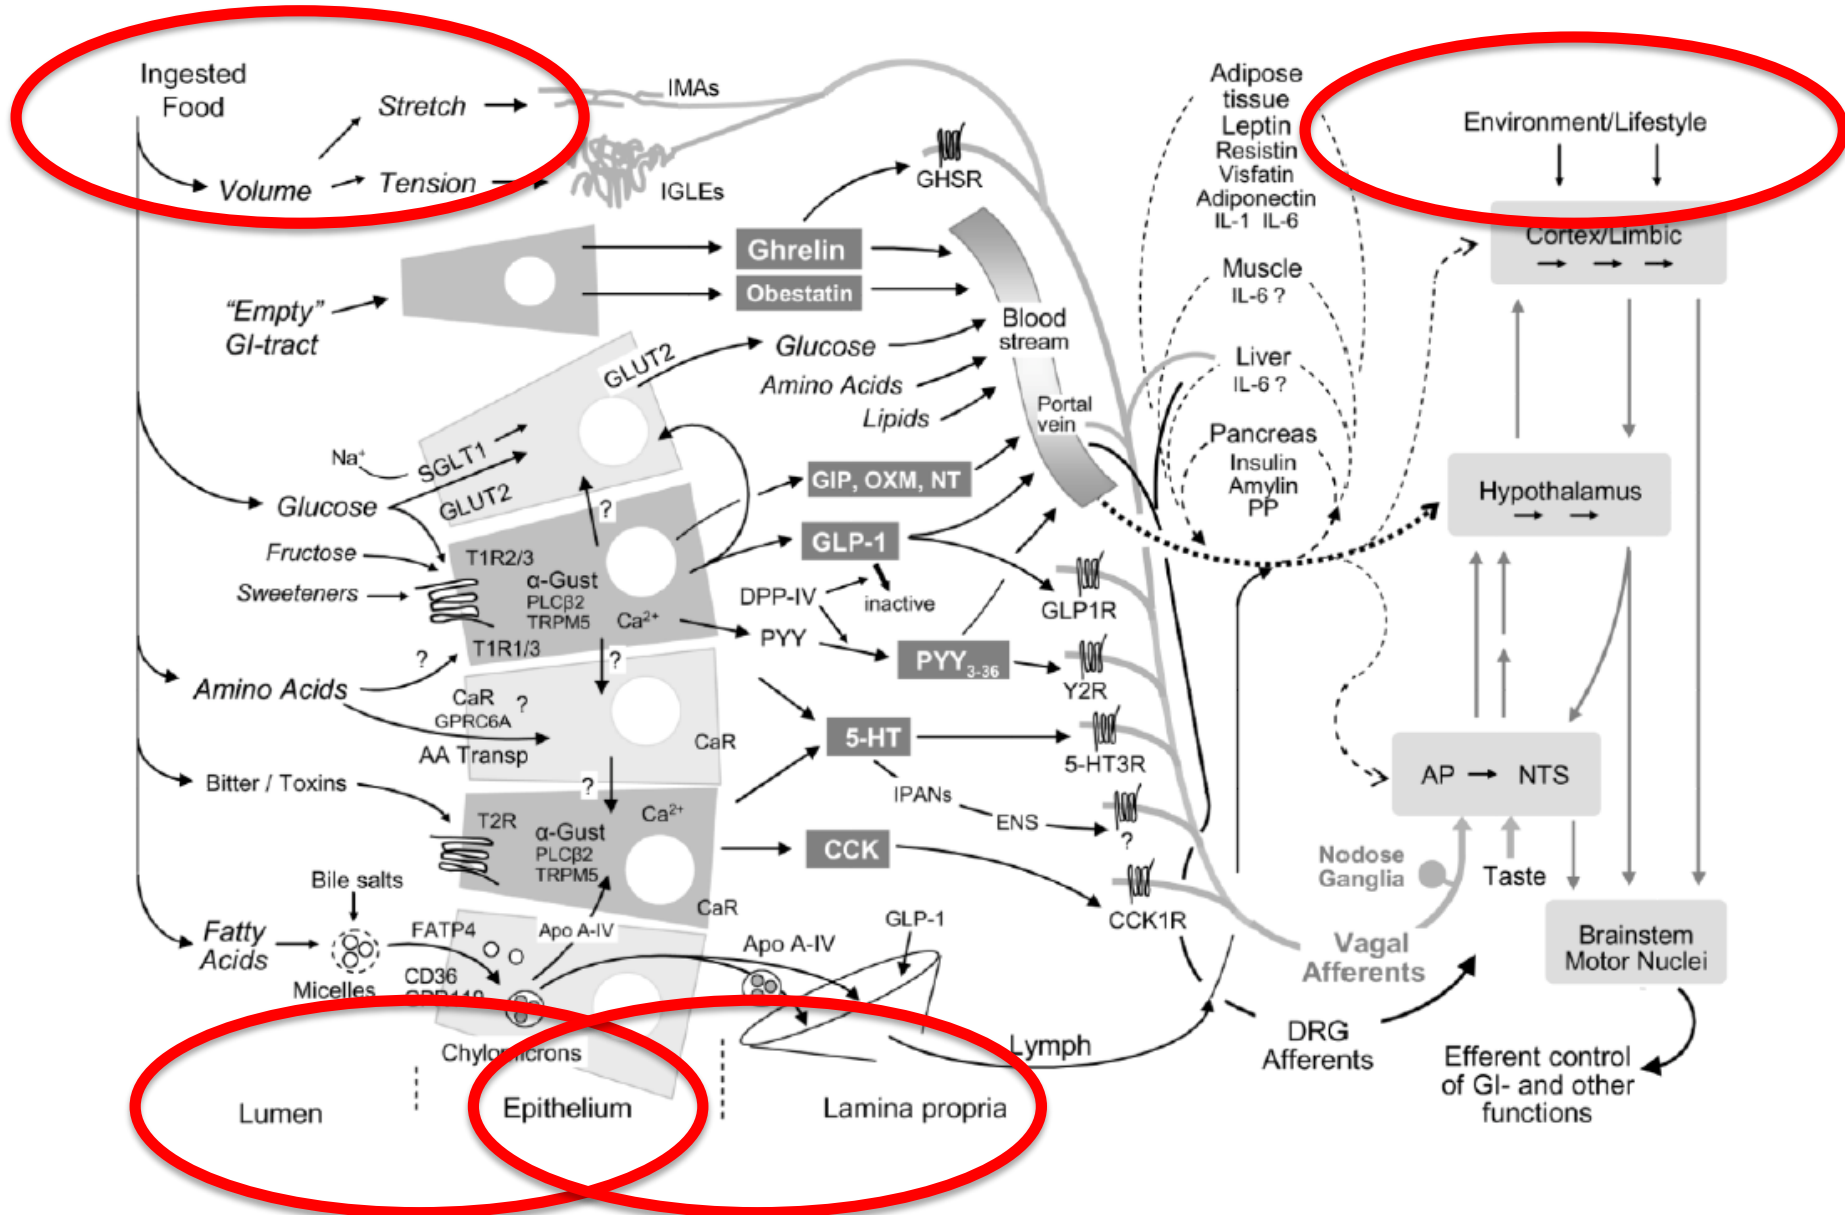 Ingested
Food
Stretch
Volume
Tension
IMAs
IGLEs
"Empty"
GI-tract
Ghrelin
Obestatin
GHSR
Blood
stream
Portal
vein
GLUT2
Glucose
Amino Acids
Lipids
Na+
SGLT1
GLUT2
Glucose
Fructose
Sweeteners
T1R2/3
α-Gust
PLCβ2
TRPM5
Ca2+
T1R1/3
?
?
?
GIP, OXM, NT
GLP-1
DPP-IV
inactive
PYY
PYY3-36
GLP1R
Y2R
Amino Acids
CaR
?
GPRC6A
AA Transp
CaR
?
5-HT
5-HT3R
IPANs
ENS
?
Bitter / Toxins
T2R
α-Gust
PLCβ2
TRPM5
Ca2+
CaR
CCK
CCK1R
Bile salts
Fatty
Acids
Micelles
FATP4
CD36
Apo A-IV
Chylomicrons
Apo A-IV
GLP-1
Lymph
Lumen
Epithelium
Lamina propria
Adipose
tissue
Leptin
Resistin
Visfatin
Adiponectin
IL-1 IL-6
Muscle
IL-6 ?
Liver
IL-6 ?
Pancreas
Insulin
Amylin
PP
Environment/Lifestyle
Cortex/Limbic
Hypothalamus
AP
NTS
Nodose
Ganglia
Taste
Vagal
Afferents
DRG
Afferents
Brainstem
Motor Nuclei
Efferent control
of GI- and other
functions